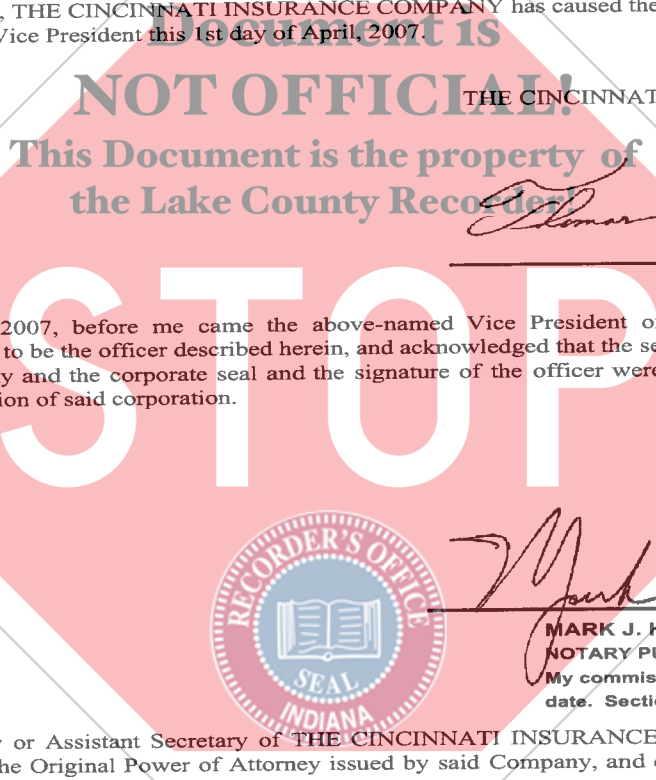 , THE CINCINNATI INSURANCE COMPANY has caused the
Vice President this 1st day of April, 2007.
Document is
NOT OFFICIAL!
THE CINCINNAT
This Document is the property of
the Lake County Recorder!
STOP
2007, before me came the above-named Vice President o
to be the officer described herein, and acknowledged that the se
y and the corporate seal and the signature of the officer were
ion of said corporation.
RECORDER'S OFFICE
SEAL
INDIANA
Mark
MARK J. H
NOTARY PU
My commis
date. Secti
y or Assistant Secretary of THE CINCINNATI INSURANCE
he Original Power of Attorney issued by said Company, and